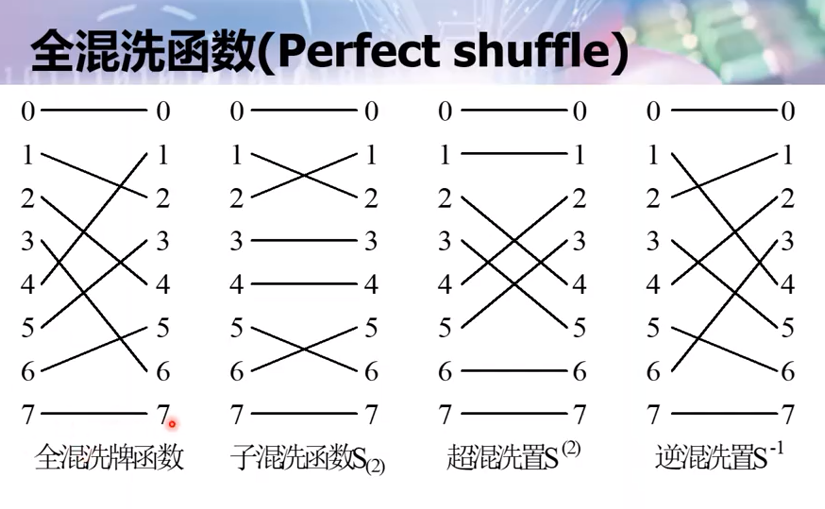 全混洗函数(Perfect shuffle)
0 0 0 0 0 0 0 0
1 1 1 1 1 1 1 1
2 2 2 2 2 2 2 2
3 3 3 3 3 3 3 3
4 4 4 4 4 4 4 4
5 5 5 5 5 5 5 5
6 6 6 6 6 6 6 6
7 7 7 7 7 7 7 7
全混洗牌函数 子混洗函数S(2) 超混洗置S(2) 逆混洗置S-1